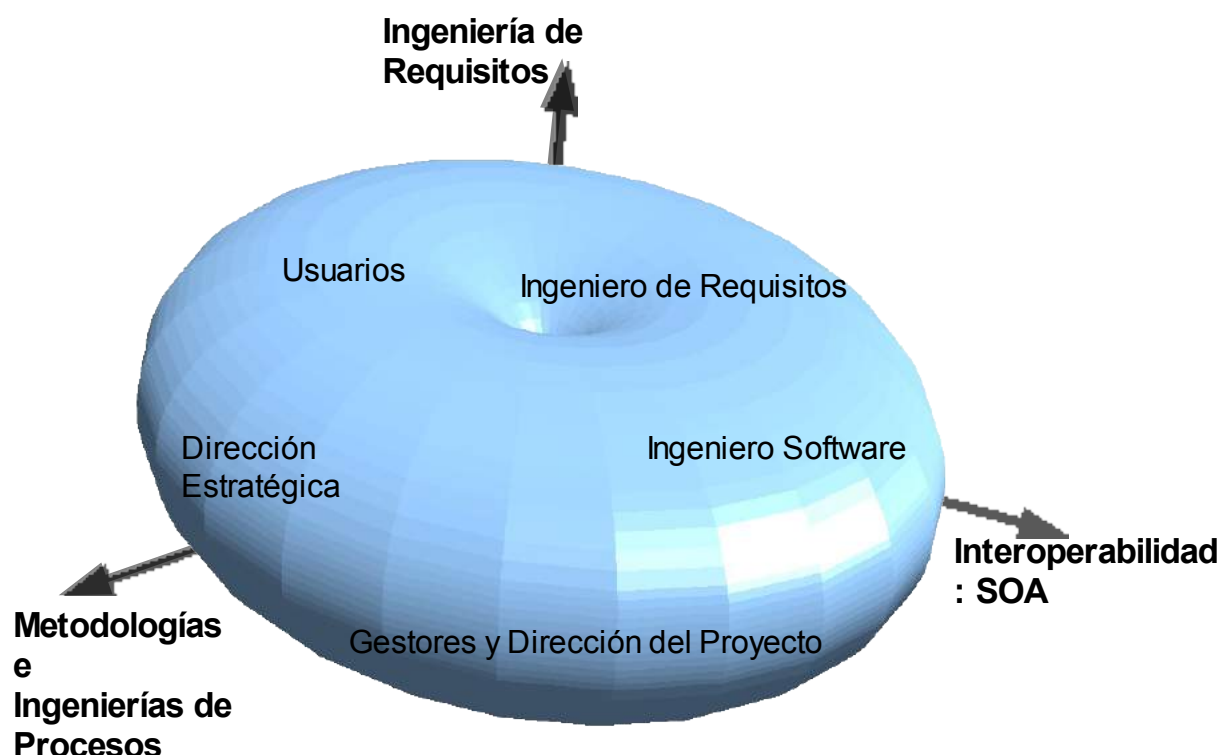 Ingeniería de
Requisitos
Usuarios
Ingeniero de Requisitos
Dirección
Estratégica
Ingeniero Software
Interoperabilidad
: SOA
Metodologías
e
Ingenierías de
Procesos
Gestores y Dirección del Proyecto